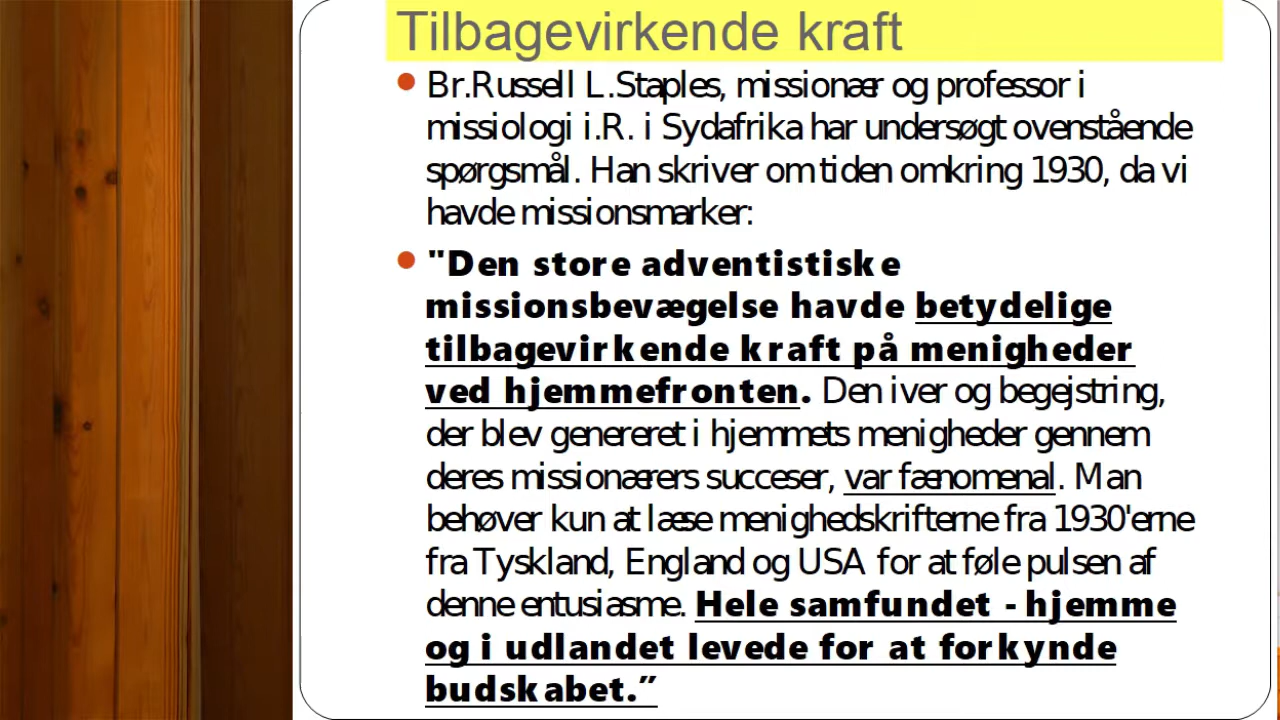 Tilbagevirkende kraft
Br.Russell L.Staples, missionær og professor i
missiologi i.R. i Sydafrika har undersøgt ovenstående
spørgsmål. Han skriver om tiden omkring 1930, da vi
havde missionsmarker:
"Den store adventistiske
missionsbevægelse havde betydelige
tilbagevirkende kraft på menigheder
ved hjemmefronten. Den iver og begejstring,
der blev genereret i hjemmets menigheder gennem
deres missionærers succeser, var fænomenal. Man
behøver kun at læse menighedskrifterne fra 1930'erne
fra Tyskland, England og USA for at føle pulsen af
denne entusiasme. Hele samfundet - hjemme
og i udlandet levede for at forkynde
budskabet.”